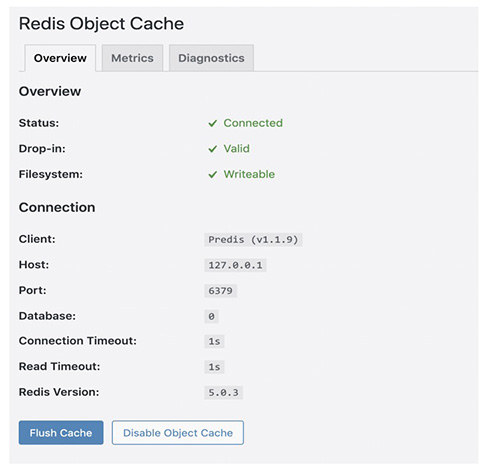 Redis Object Cache
Overview Metrics Diagnostics
Overview
Status: ✓ Connected
Drop-in: ✓ Valid
Filesystem: ✓ Writeable
Connection
Client: Predis (v1.1.9)
Host: 127.0.0.1
Port: 6379
Database: 0
Connection Timeout: 1s
Read Timeout: 1s
Redis Version: 5.0.3
Flush Cache Disable Object Cache